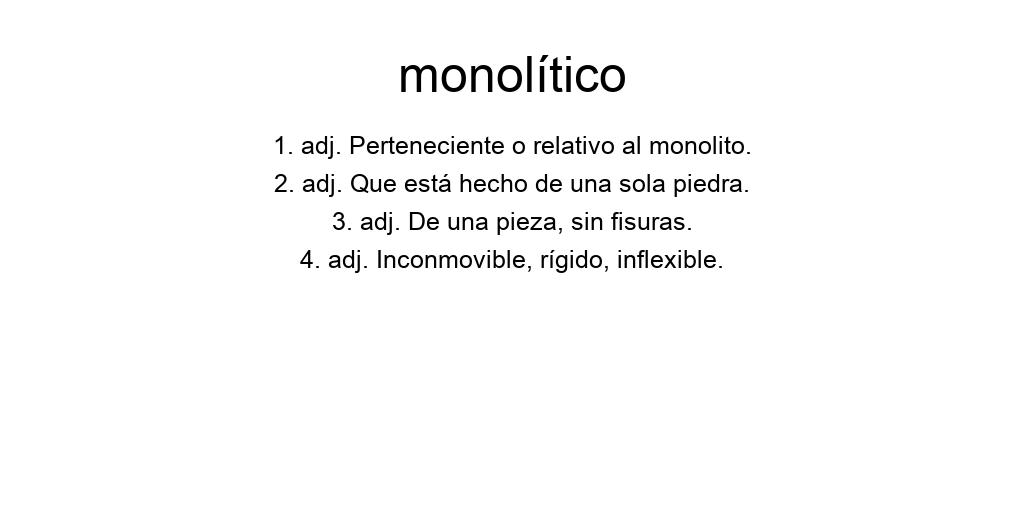 monolítico
1. adj. Perteneciente o relativo al monolito.
2. adj. Que está hecho de una sola piedra.
3. adj. De una pieza, sin fisuras.
4. adj. Inconmovible, rígido, inflexible.